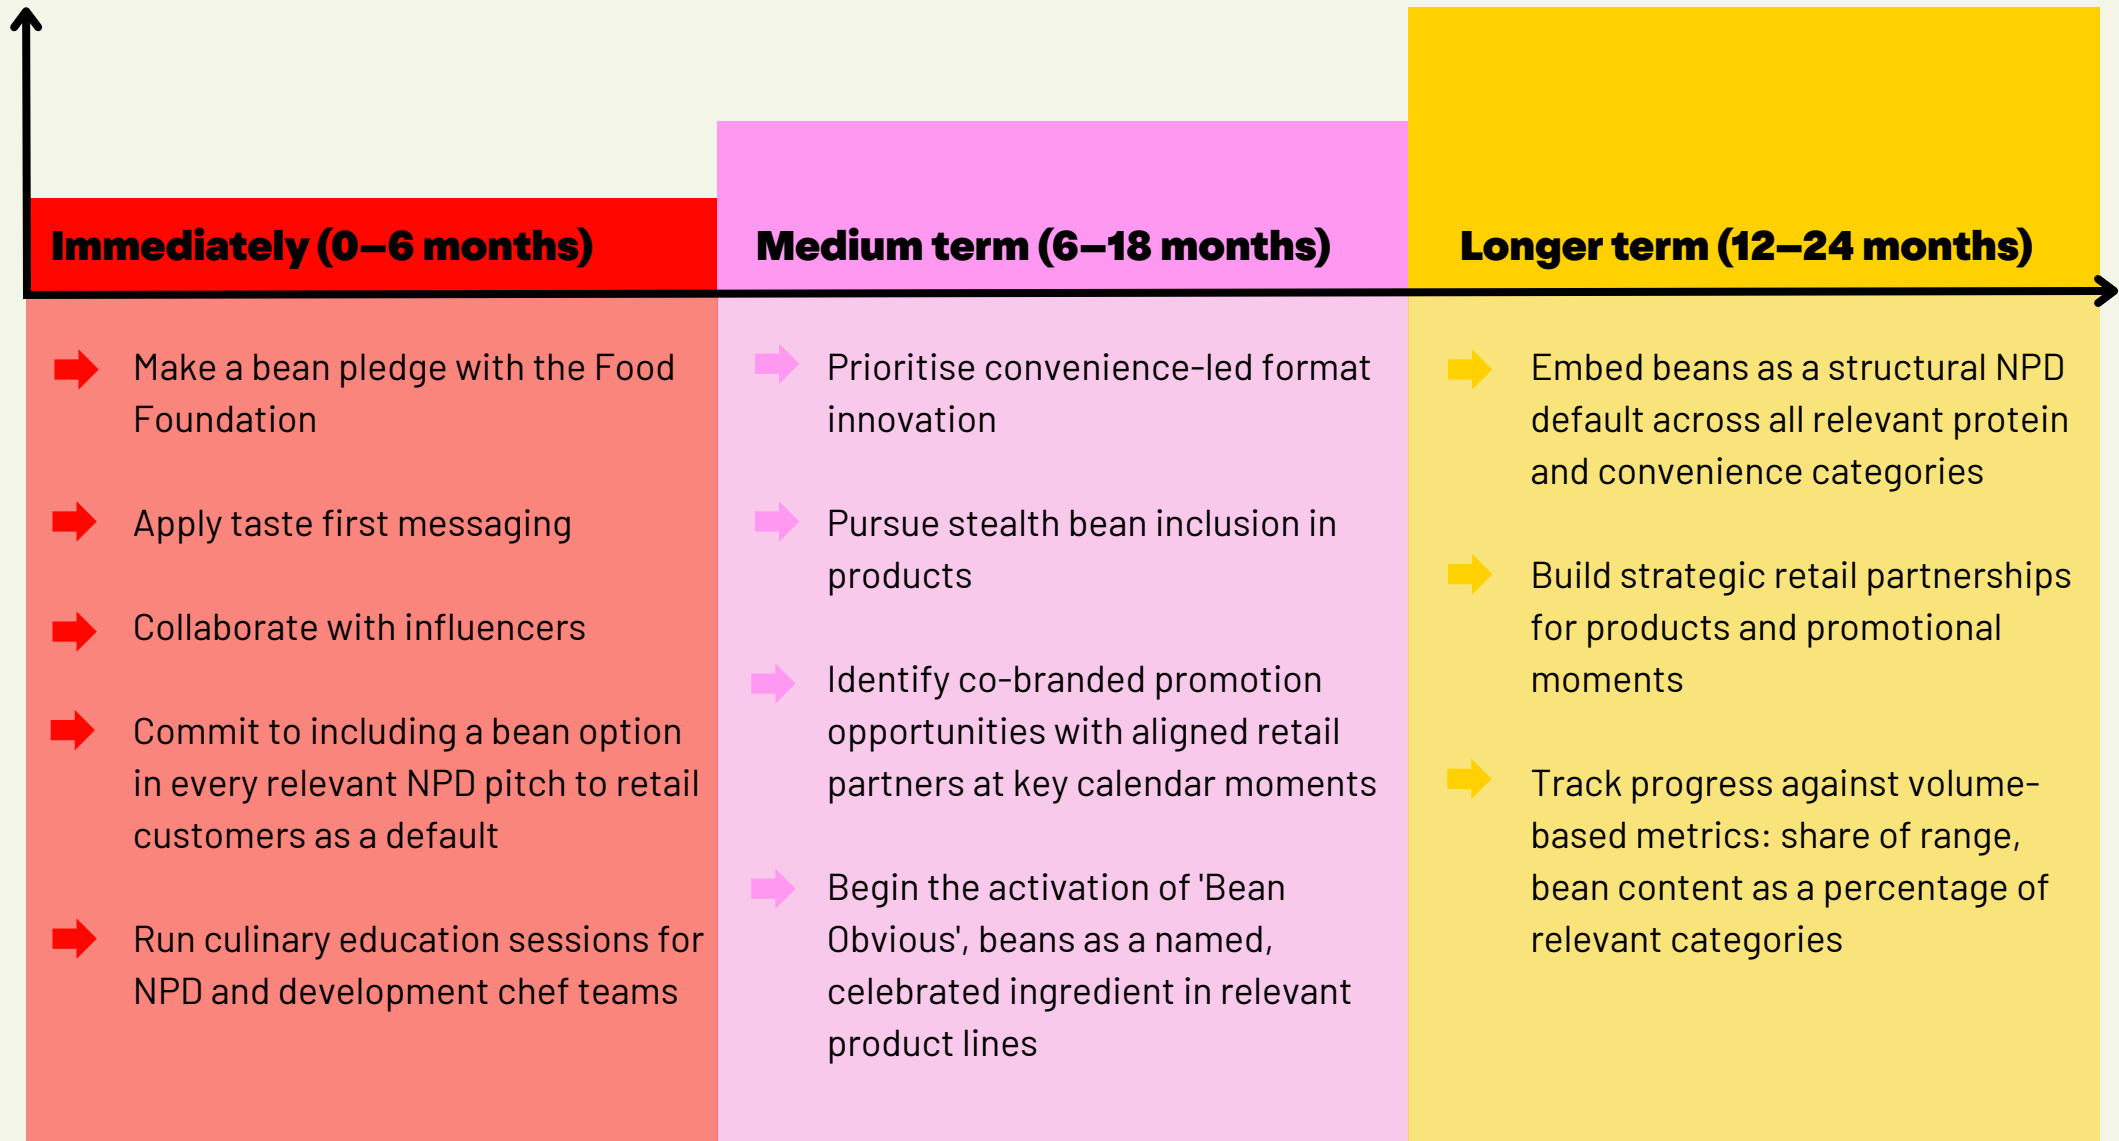 Immediately (0–6 months)
Make a bean pledge with the Food
Foundation
Apply taste first messaging
Collaborate with influencers
Commit to including a bean option
in every relevant NPD pitch to retail
customers as a default
Run culinary education sessions for
NPD and development chef teams
Medium term (6–18 months)
Prioritise convenience-led format
innovation
Pursue stealth bean inclusion in
products
Identify co-branded promotion
opportunities with aligned retail
partners at key calendar moments
Begin the activation of 'Bean
Obvious', beans as a named,
celebrated ingredient in relevant
product lines
Longer term (12–24 months)
Embed beans as a structural NPD
default across all relevant protein
and convenience categories
Build strategic retail partnerships
for products and promotional
moments
Track progress against volume-
based metrics: share of range,
bean content as a percentage of
relevant categories